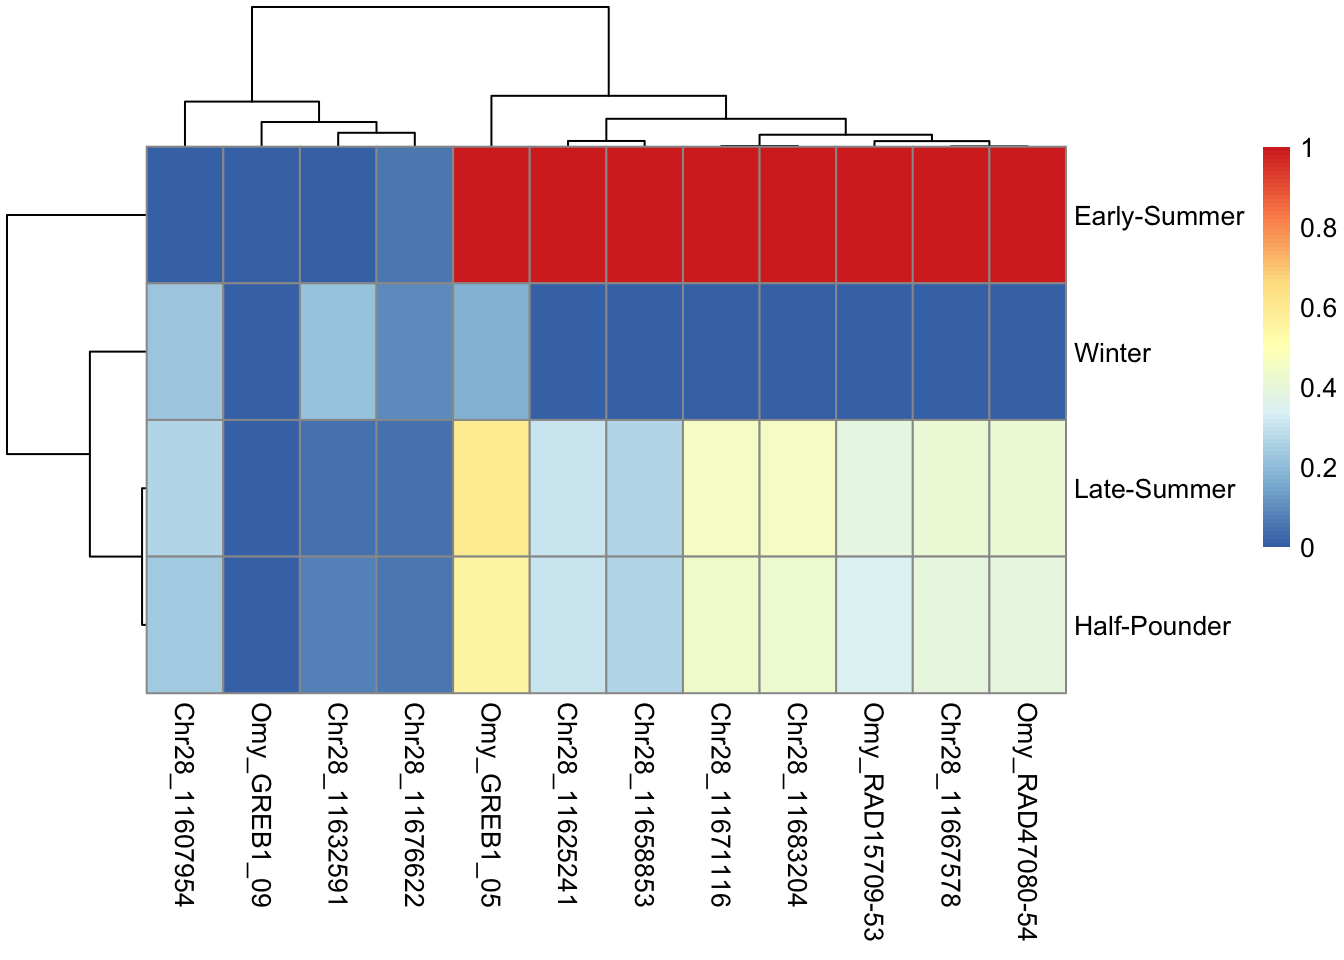 1
0.8
0.6
0.4
0.2
0
Early-Summer
Winter
Late-Summer
Half-Pounder
Chr28_11607954
Omy_GREB1_09
Chr28_11632591
Chr28_11676622
Omy_GREB1_05
Chr28_11625241
Chr28_11658853
Chr28_11671116
Chr28_11683204
Omy_RAD15709-53
Chr28_11667578
Omy_RAD47080-54